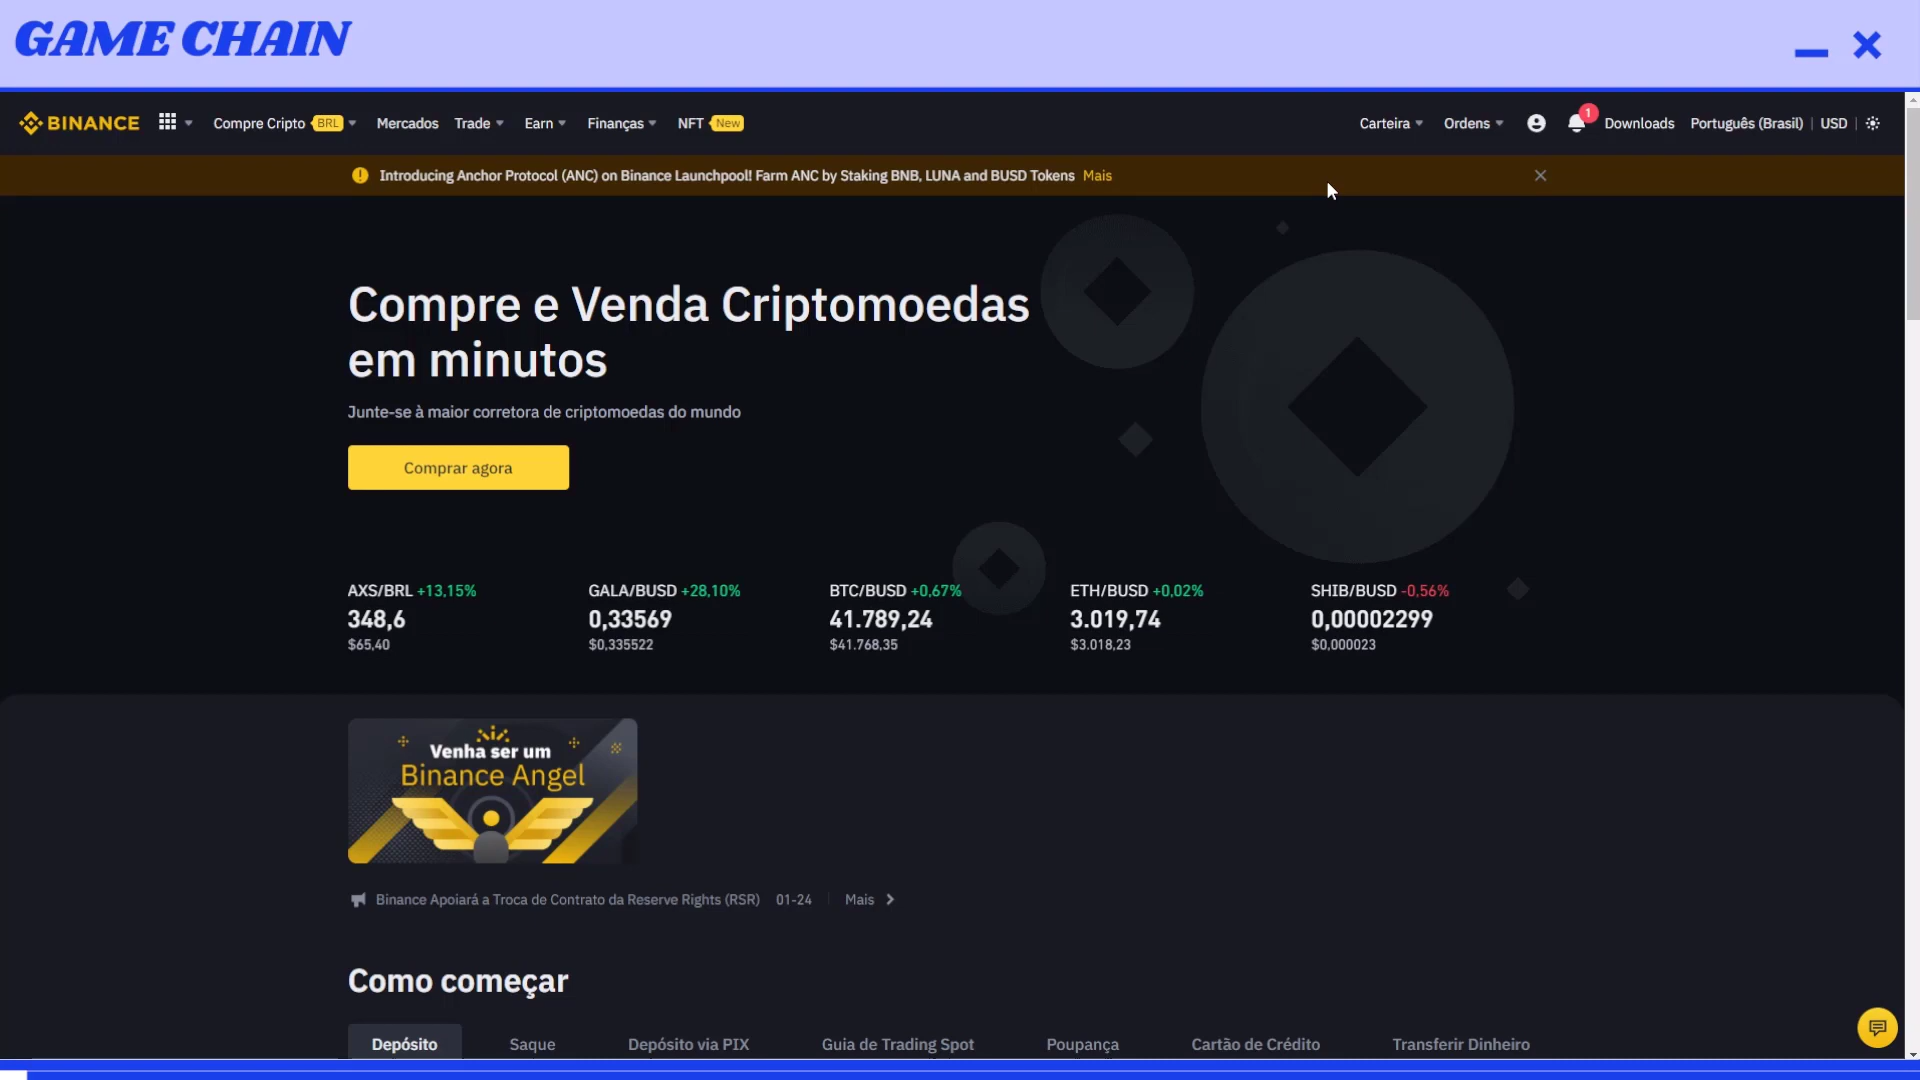 GAME CHAIN
BINANCE Compre Cripto BRL Mercados Trade Earn Finanças NFT New Carteira Ordens 1 Downloads Português (Brasil) | USD
Introducing Anchor Protocol (ANC) on Binance Launchpool! Farm ANC by Staking BNB, LUNA and BUSD Tokens Mais
Compre e Venda Criptomoedas
em minutos
Junte-se à maior corretora de criptomoedas do mundo
Comprar agora
AXS/BRL +13,15% GALA/BUSD +28,10% BTC/BUSD +0,67% ETH/BUSD +0,02% SHIB/BUSD -0,56%
348,6 0,33569 41.789,24 3.019,74 0,00002299
$65,40 $0,335522 $41.768,35 $3.018,23 $0,000023
Venha ser um
Binance Angel
Binance Apoiará a Troca de Contrato da Reserve Rights (RSR) 01-24 Mais
Como começar
Depósito Saque Depósito via PIX Guia de Trading Spot Poupança Cartão de Crédito Transferir Dinheiro